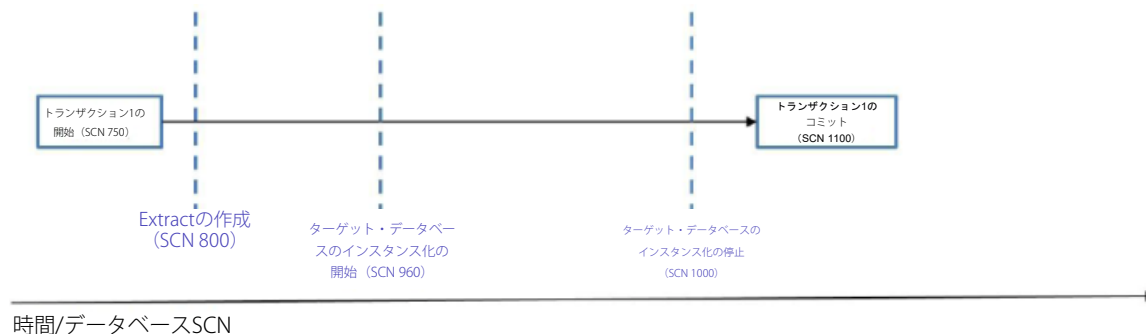 トランザクション1の
開始（SCN 750）
トランザクション1の
コミット
（SCN 1100）
Extractの作成
（SCN 800）
ターゲット・データベー
スのインスタンス化の
開始（SCN 960）
ターゲット・データベースの
インスタンス化の停止
（SCN 1000）
時間/データベースSCN